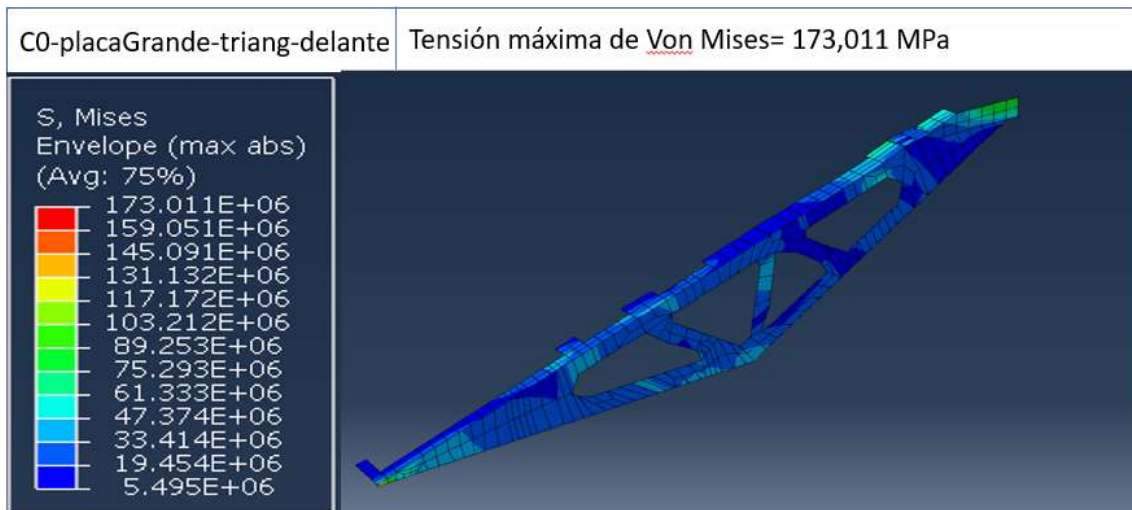 C0-placaGrande-triang-delante
Tensión máxima de Von Mises= 173,011 MPa
S, Mises
Envelope (max abs)
(Avg: 75%)
173.011E+06
159.051E+06
145.091E+06
131.132E+06
117.172E+06
103.212E+06
89.253E+06
75.293E+06
61.333E+06
47.374E+06
33.414E+06
19.454E+06
5.495E+06